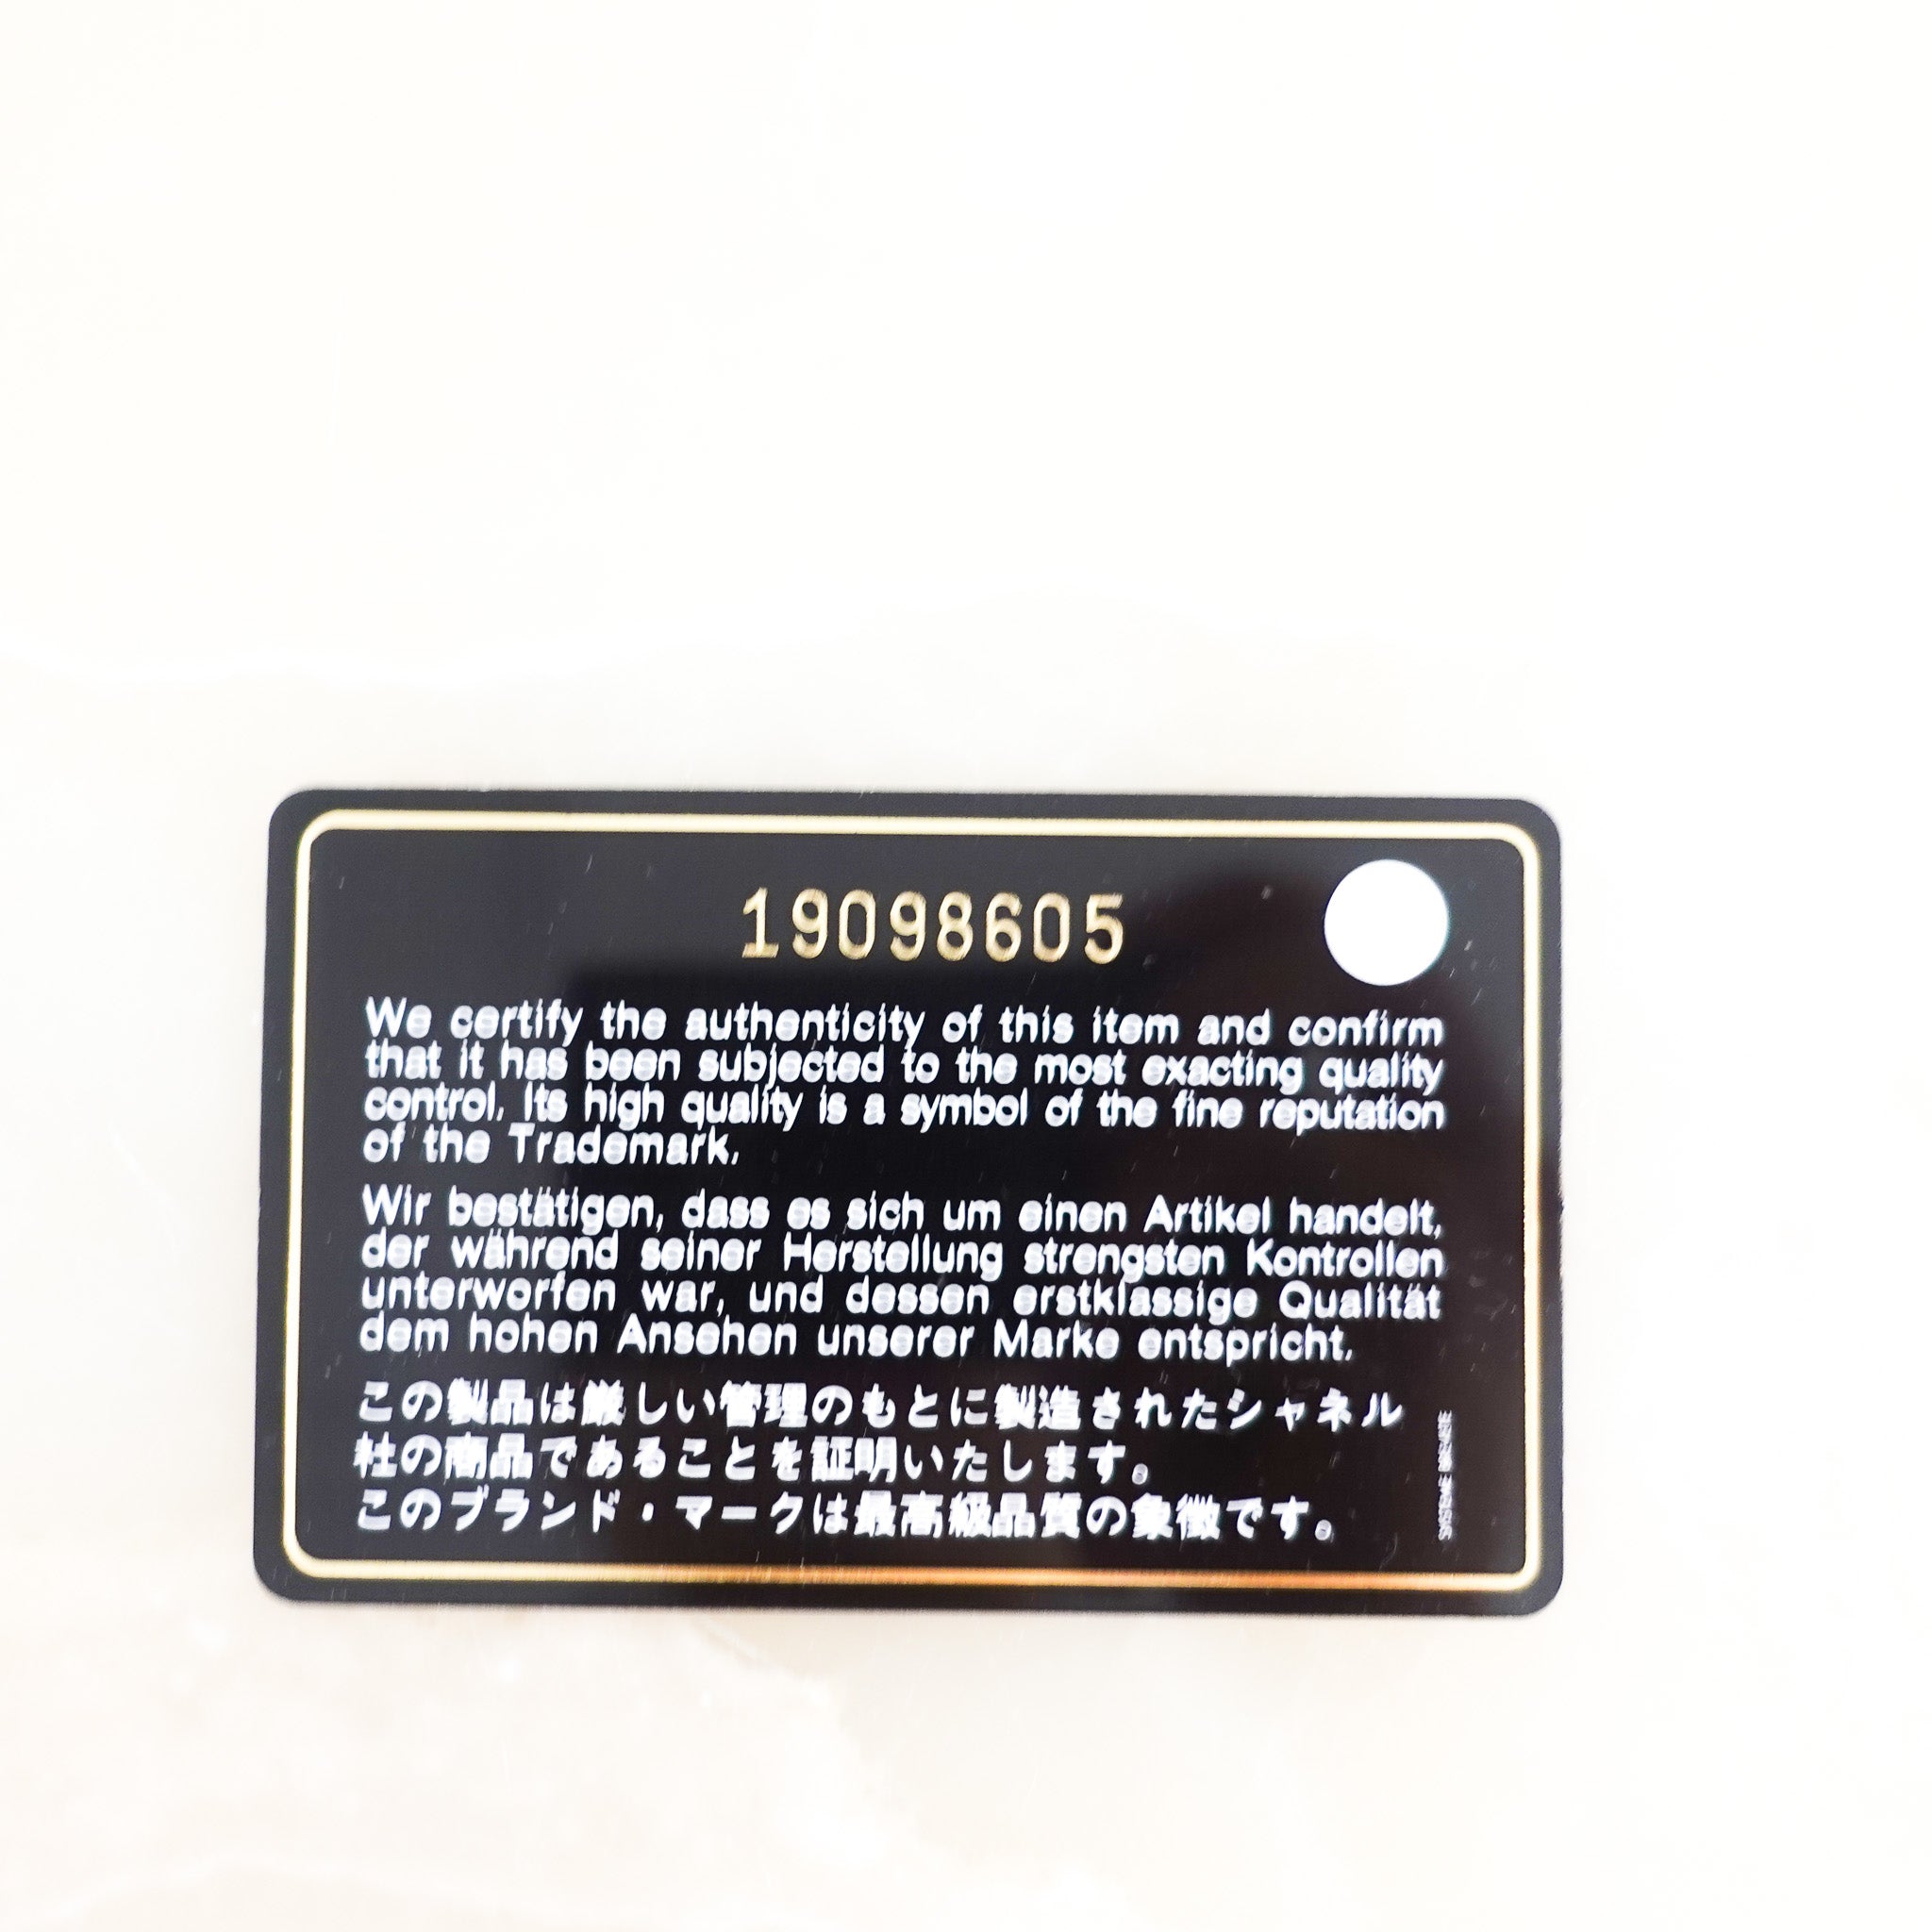 19098605
We certify the authenticity of this item and confirm
that it has been subjected to the most exacting quality
control. Its high quality is a symbol of the fine reputation
of the Trademark.
Wir bestätigen, dass es sich um einen Artikel handelt,
der während seiner Herstellung strengsten Kontrollen
unterworfen war, und dessen erstklassige Qualität
dem hohen Ansehen unserer Marke entspricht.
この製品は厳しい管理のもとに製造されたシャネル
社の商品であることを証明いたします。
このブランド・マークは最高級品質の象徴です。